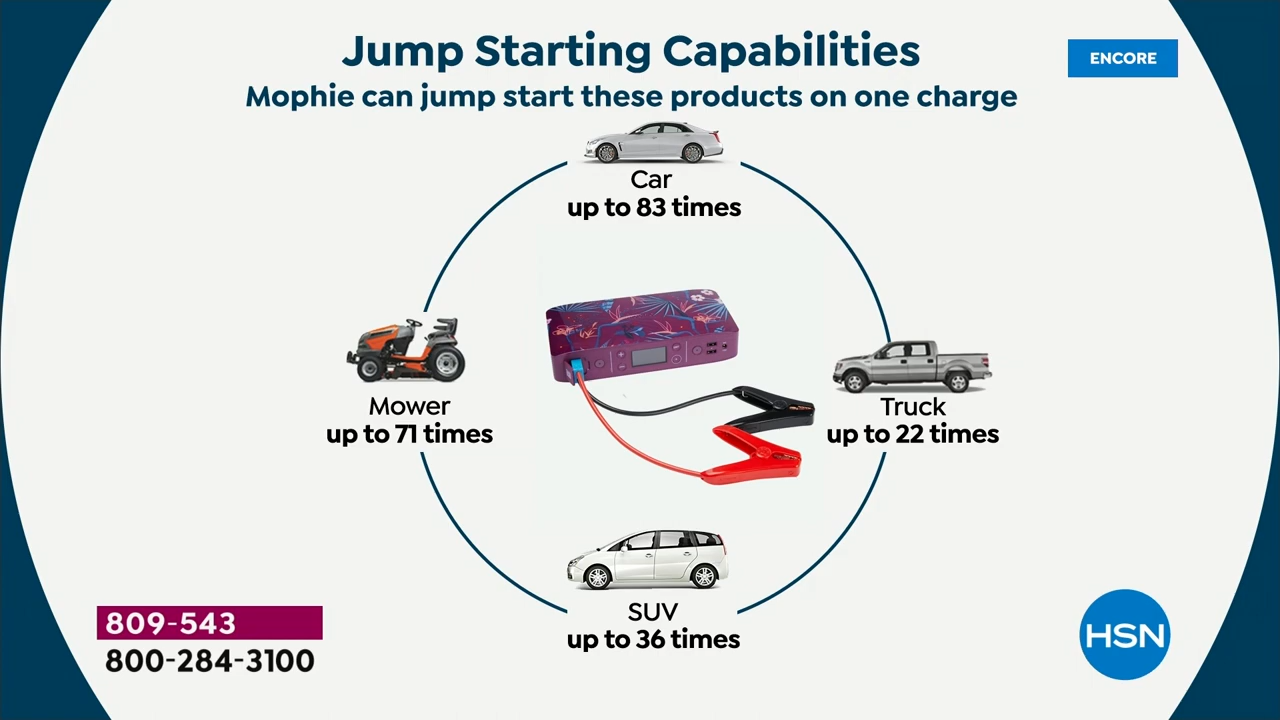 Jump Starting Capabilities
ENCORE
Mophie can jump start these products on one charge
Car
up to 83 times
Mower
up to 71 times
Truck
up to 22 times
SUV
up to 36 times
809-543
800-284-3100
HSN